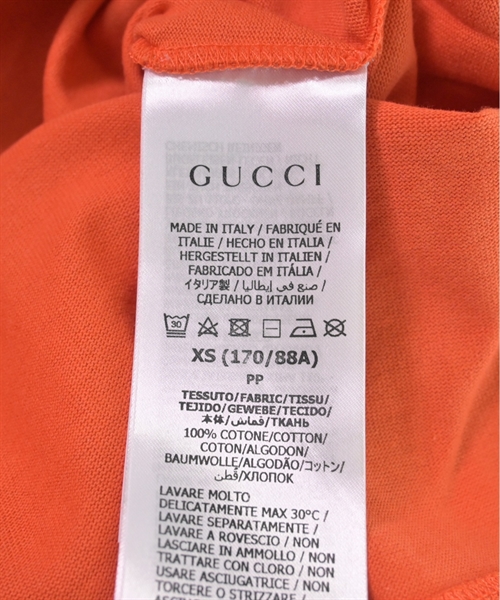 GUCCI
MADE IN ITALY / FABRIQUÉ EN
ITALIE / HECHO EN ITALIA /
HERGESTELLT IN ITALIEN /
FABRICADO EM ITÁLIA /
イタリア製 / صنع في إيطاليا /
СДЕЛАНО В ИТАЛИИ
30
XS (170/88A)
PP
TESSUTO/FABRIC/TISSU/
TEJIDO/GEWEBE/TECIDO/
本体/قماش/ТКАНЬ
100% COTONE/COTTON/
COTON/ALGODON/
BAUMWOLLE/ALGODÃO/コットン/
قطن/ХЛОПОК
LAVARE MOLTO
DELICATAMENTE MAX 30°C/
LAVARE SEPARATAMENTE/
LAVARE A ROVESCIO / NON
LASCIARE IN AMMOLLO / NON
TRATTARE CON CLORO / NON
USARE ASCIUGATRICE / NON
TORCERE O STRIZZARE /